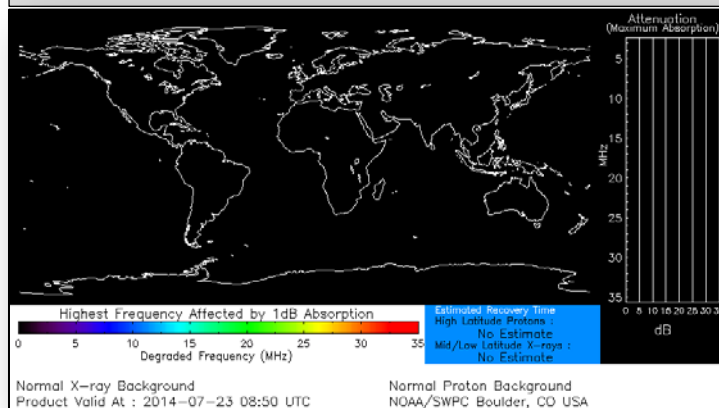 Attenuation
(Maximum Absorption)
5
10
15
20
25
30
35
MHz
0 5 10 15 20 25 30
dB
Highest Frequency Affected by 1dB Absorption
0 5 10 15 20 25 30 35
Degraded Frequency (MHz)
Estimated Recovery Time
High Latitude Protons :
No Estimate
Mid/Low Latitude X-rays :
No Estimate
Normal X-ray Background
Product Valid At : 2014-07-23 08:50 UTC
Normal Proton Background
NOAA/SWPC Boulder, CO USA